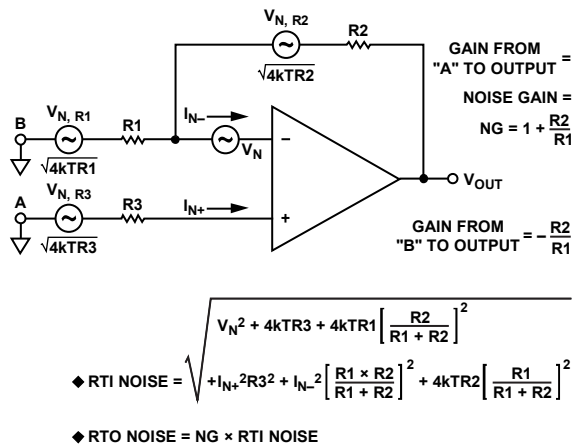 V_N, R2
R2
√4kTR2
GAIN FROM
"A" TO OUTPUT =
NOISE GAIN =
NG = 1 + R2/R1
B
V_N, R1
R1
I_N–
√4kTR1
V_N
–
A
V_N, R3
R3
I_N+
√4kTR3
+
V_OUT
GAIN FROM
"B" TO OUTPUT = – R2/R1
◆ RTI NOISE = √ V_N² + 4kTR3 + 4kTR1 [R2/(R1 + R2)]²
+ I_N+² R3² + I_N–² [(R1 × R2)/(R1 + R2)]² + 4kTR2 [R1/(R1 + R2)]²
◆ RTO NOISE = NG × RTI NOISE